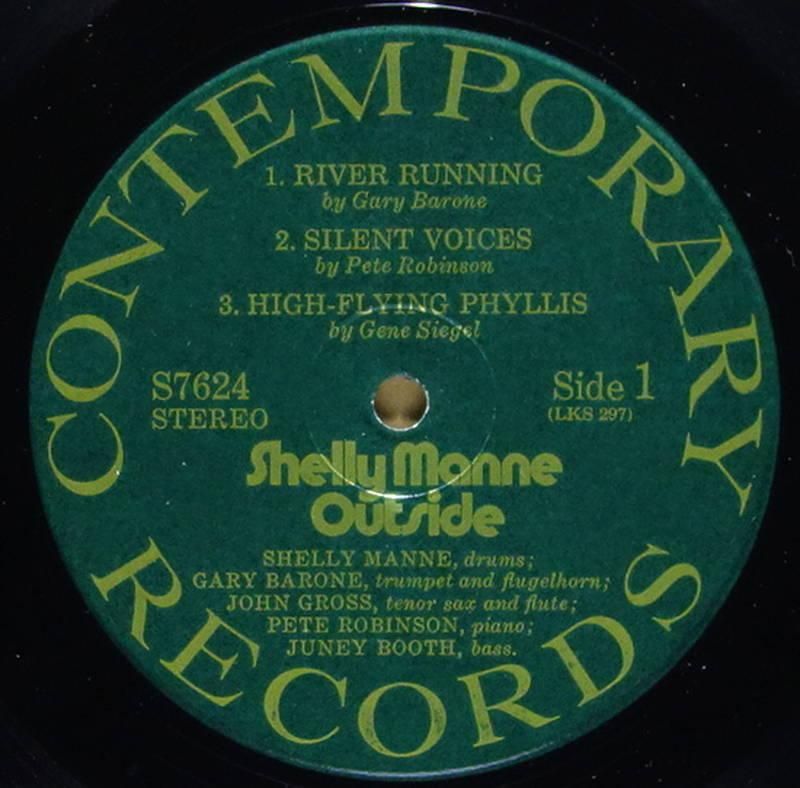 CONTEMPORARY
1. RIVER RUNNING
by Gary Barone
2. SILENT VOICES
by Pete Robinson
3. HIGH-FLYING PHYLLIS
by Gene Siegel
S7624
STEREO
Side 1
(LKS 297)
Shelly Manne
Outside
SHELLY MANNE, drums;
GARY BARONE, trumpet and flugelhorn;
JOHN GROSS, tenor sax and flute;
PETE ROBINSON, piano;
JUNEY BOOTH, bass.
RECORDS